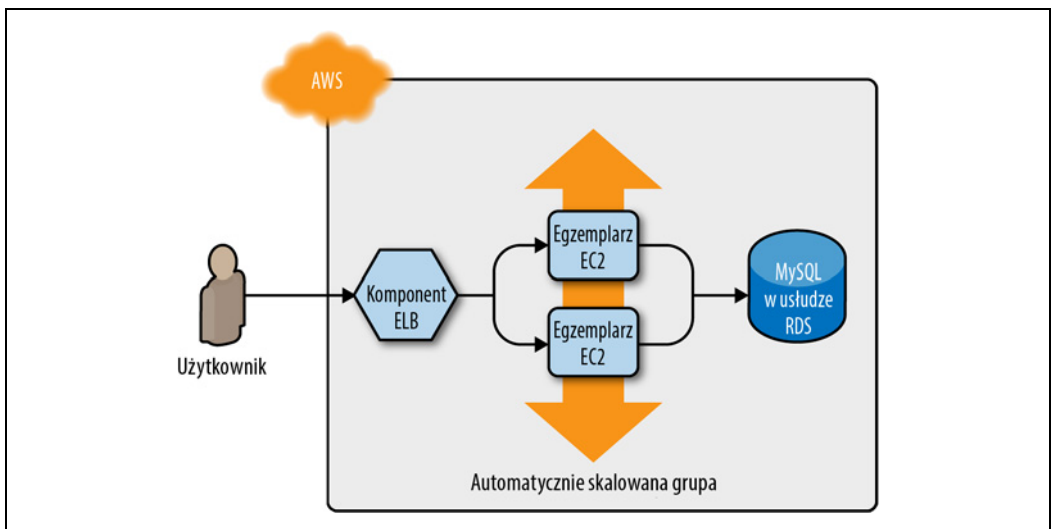 AWS
Użytkownik
Komponent
ELB
Egzemplarz
EC2
Egzemplarz
EC2
MySQL
w usłudze
RDS
Automatycznie skalowana grupa